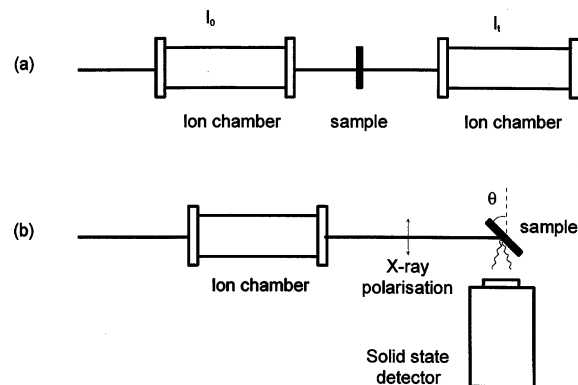 I₀
Iₜ
(a)
Ion chamber
sample
Ion chamber
(b)
θ
sample
X-ray
polarisation
Ion chamber
Solid state
detector